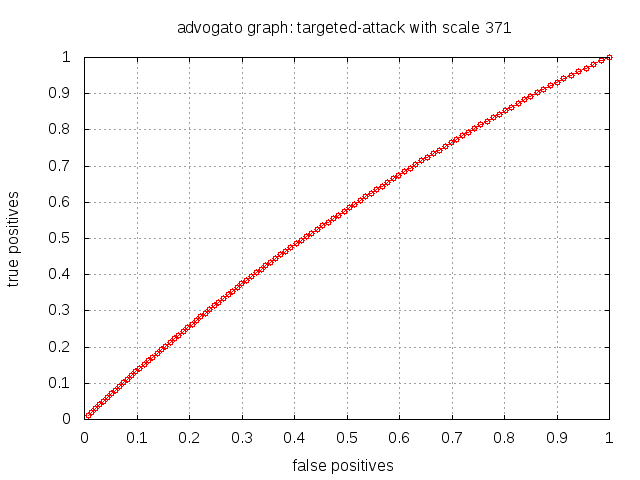 advogato graph: targeted-attack with scale 371
1
0.9
0.8
0.7
0.6
0.5
0.4
0.3
0.2
0.1
0
true positives
0 0.1 0.2 0.3 0.4 0.5 0.6 0.7 0.8 0.9 1
false positives